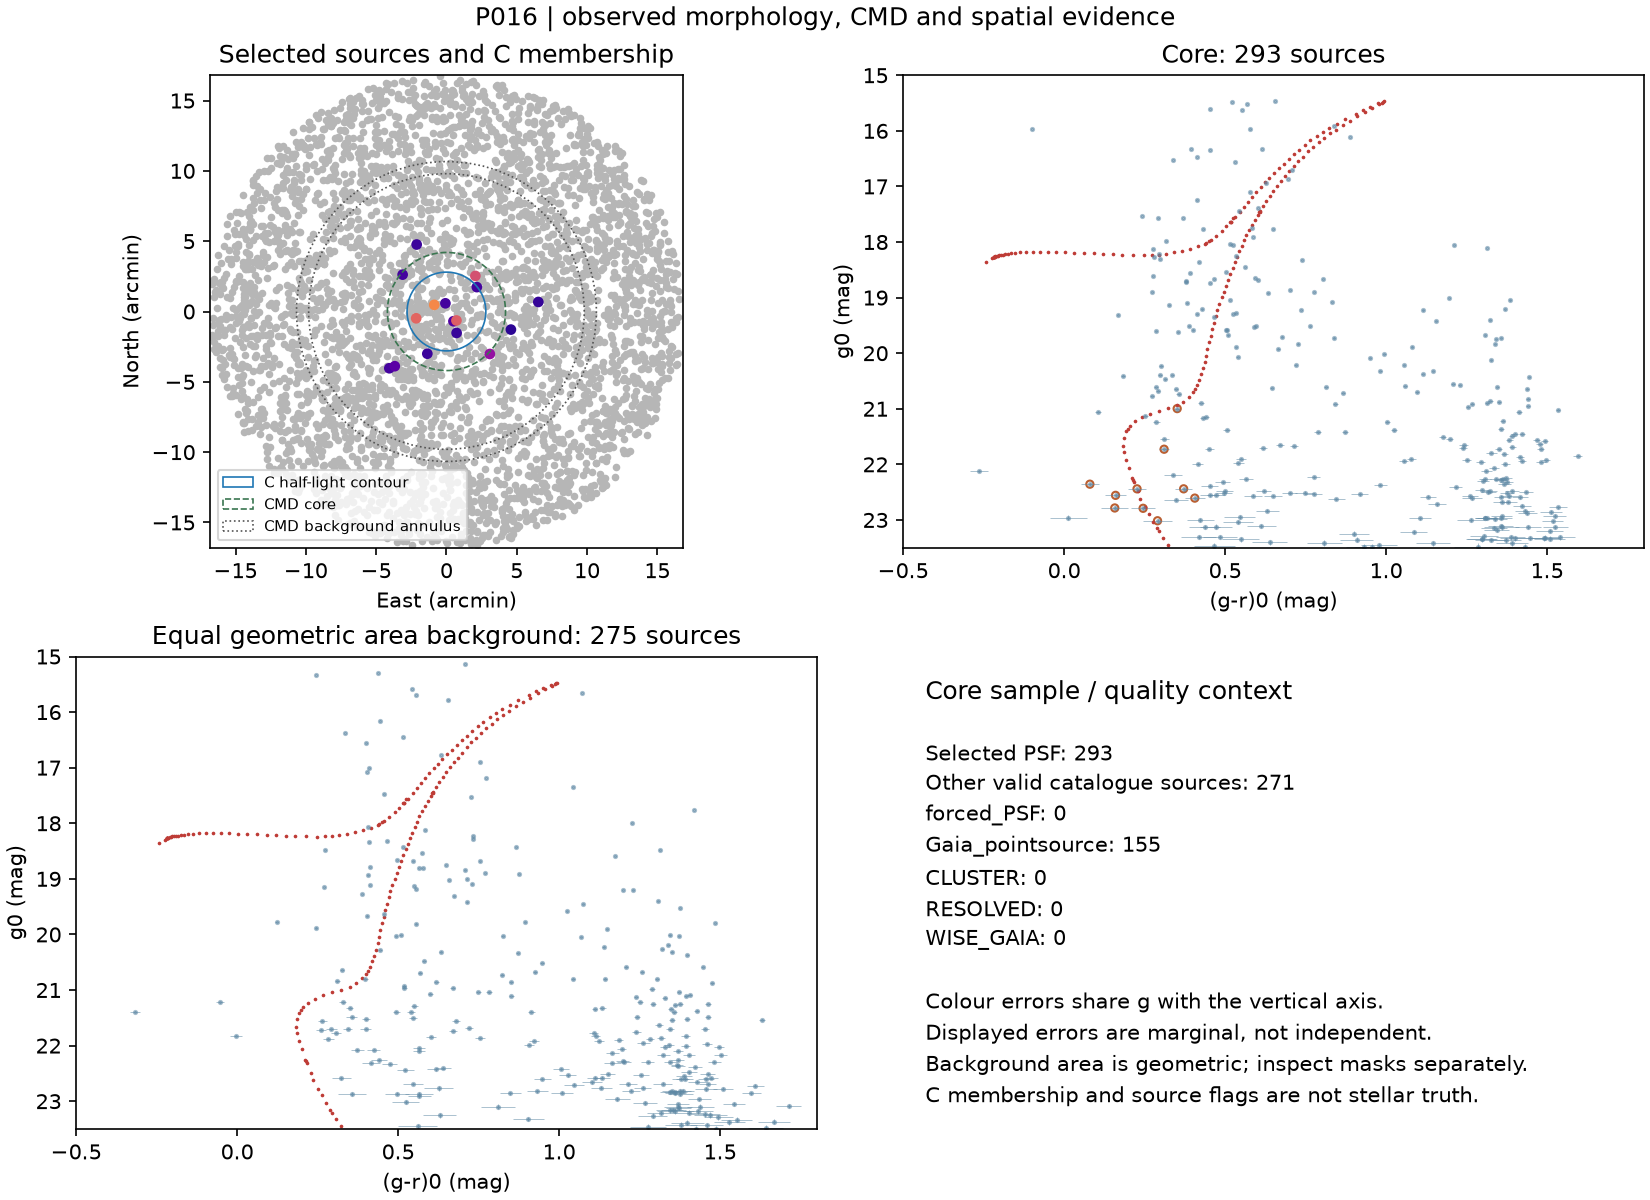 P016 | observed morphology, CMD and spatial evidence
Selected sources and C membership
15
10
5
0
−5
−10
−15
North (arcmin)
C half-light contour
CMD core
CMD background annulus
−15 −10 −5 0 5 10 15
East (arcmin)
Core: 293 sources
15
16
17
18
19
20
21
22
23
g0 (mag)
−0.5 0.0 0.5 1.0 1.5
(g-r)0 (mag)
Equal geometric area background: 275 sources
15
16
17
18
19
20
21
22
23
g0 (mag)
−0.5 0.0 0.5 1.0 1.5
(g-r)0 (mag)
Core sample / quality context
Selected PSF: 293
Other valid catalogue sources: 271
forced_PSF: 0
Gaia_pointsource: 155
CLUSTER: 0
RESOLVED: 0
WISE_GAIA: 0
Colour errors share g with the vertical axis.
Displayed errors are marginal, not independent.
Background area is geometric; inspect masks separately.
C membership and source flags are not stellar truth.